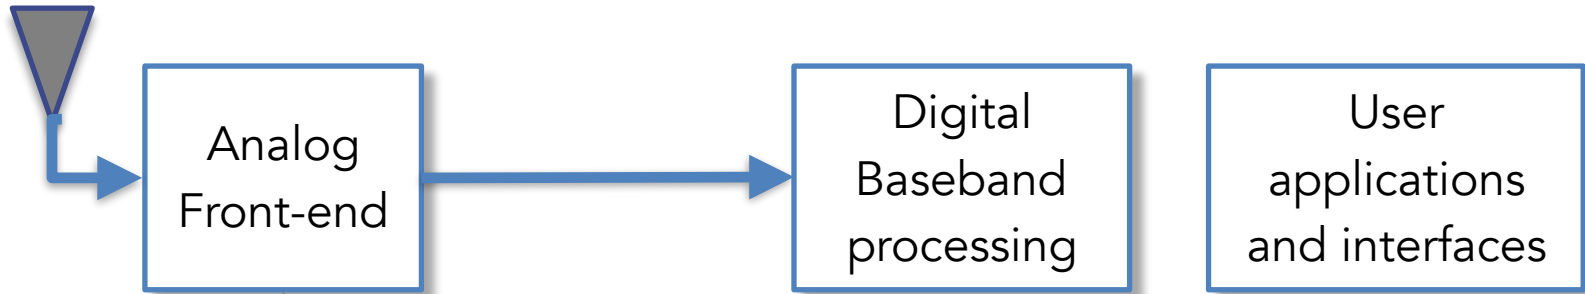 Analog
Front-end
Digital
Baseband
processing
User
applications
and interfaces